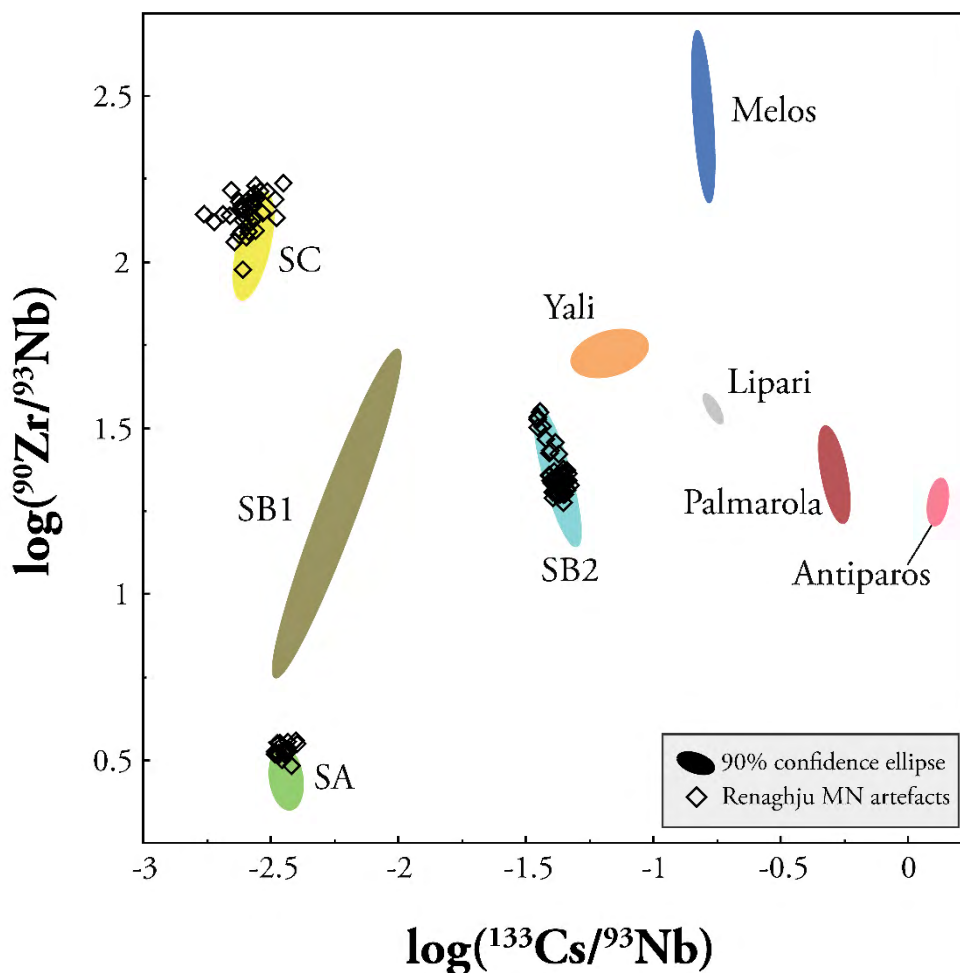 log(⁹⁰Zr/⁹³Nb)
2.5
2
1.5
1
0.5
Melos
SC
Yali
Lipari
SB1
Palmarola
SB2
Antiparos
SA
90% confidence ellipse
Renaghju MN artefacts
-3
-2.5
-2
-1.5
-1
-0.5
0
log(¹³³Cs/⁹³Nb)